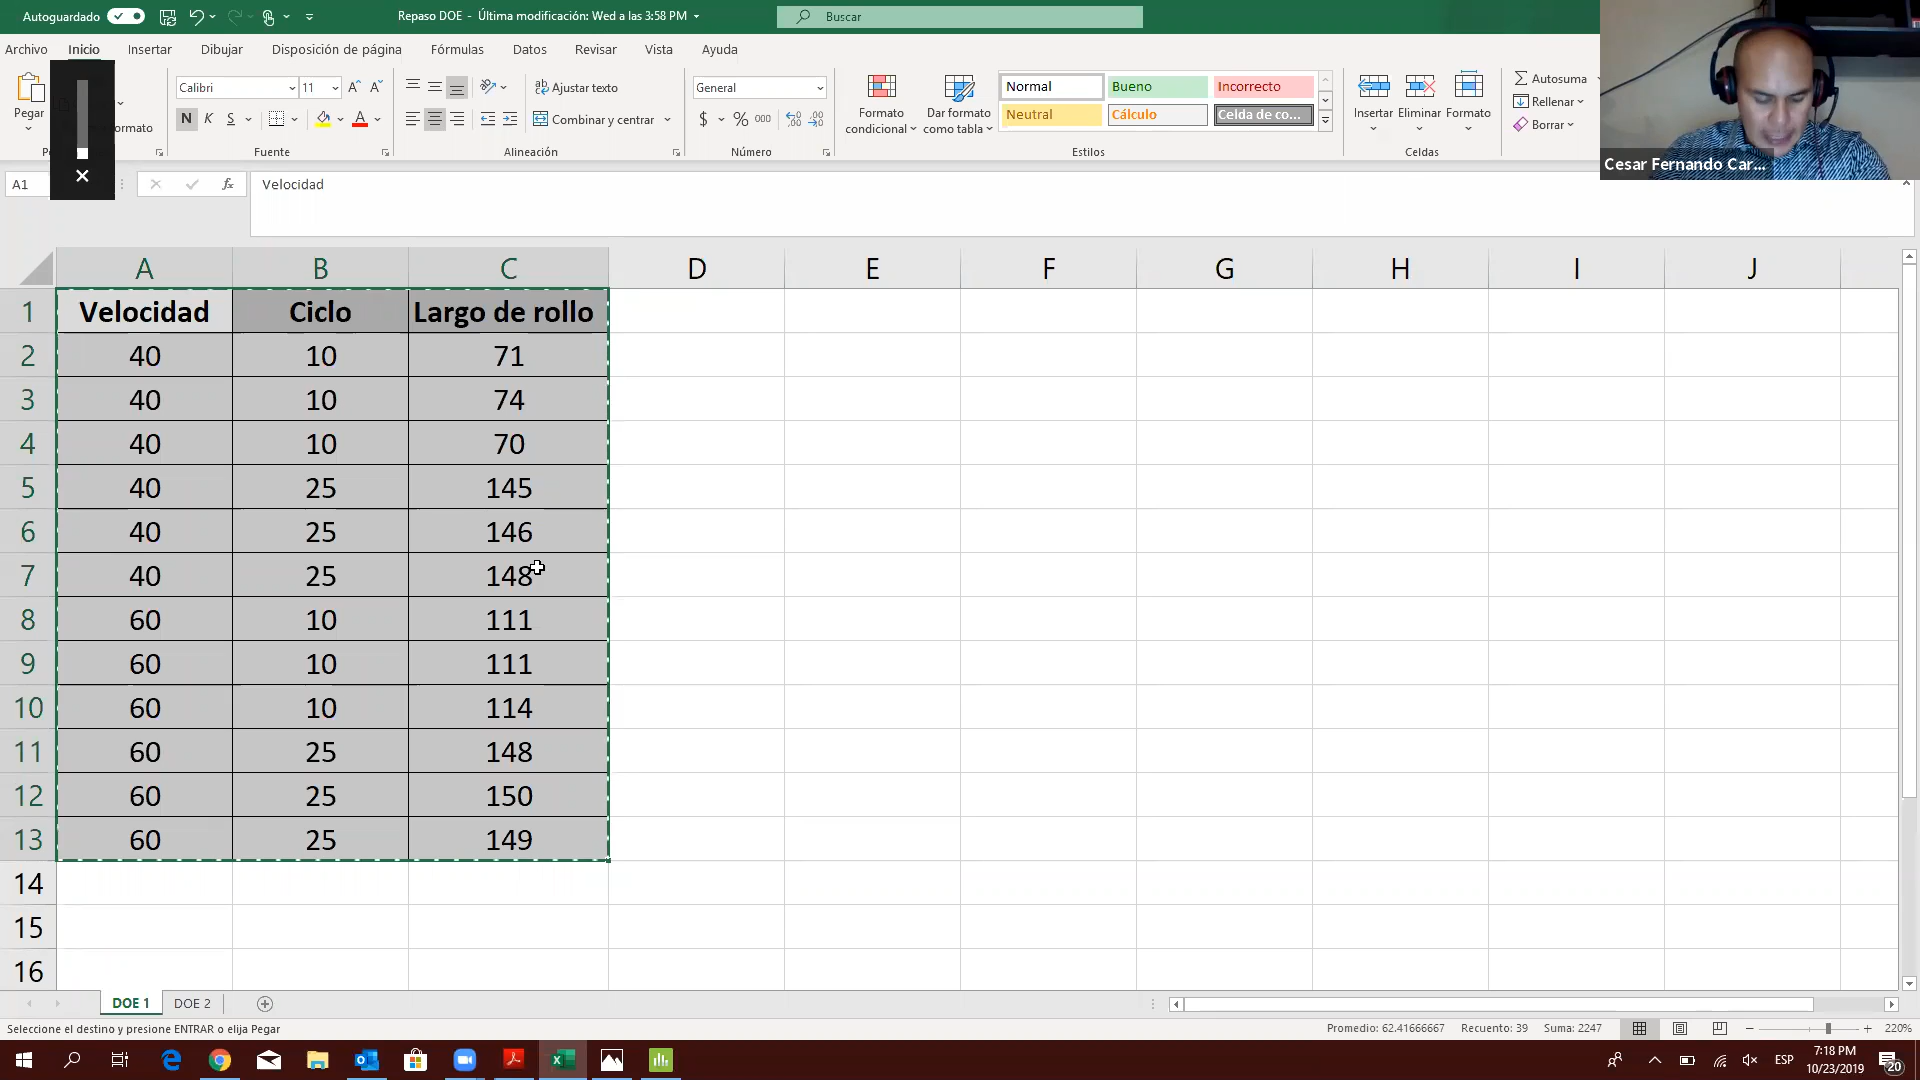 Autoguardado
Repaso DOE - Última modificación: Wed a las 3:58 PM
Buscar
Archivo Inicio Insertar Dibujar Disposición de página Fórmulas Datos Revisar Vista Ayuda
Pegar
Calibri 11
N K S
Fuente
Ajustar texto
Combinar y centrar
Alineación
General
$ % 000
Número
Formato condicional
Dar formato como tabla
Normal Bueno Incorrecto
Neutral Cálculo Celda de co...
Estilos
Insertar Eliminar Formato
Celdas
Autosuma
Rellenar
Borrar
Cesar Fernando Car...
A1 fx Velocidad
A B C D E F G H I J
1 Velocidad Ciclo Largo de rollo
2 40 10 71
3 40 10 74
4 40 10 70
5 40 25 145
6 40 25 146
7 40 25 148
8 60 10 111
9 60 10 111
10 60 10 114
11 60 25 148
12 60 25 150
13 60 25 149
14
15
16
DOE 1 DOE 2
Seleccione el destino y presione ENTRAR o elija Pegar
Promedio: 62.41666667 Recuento: 39 Suma: 2247 220%
ESP
7:18 PM
10/23/2019
20